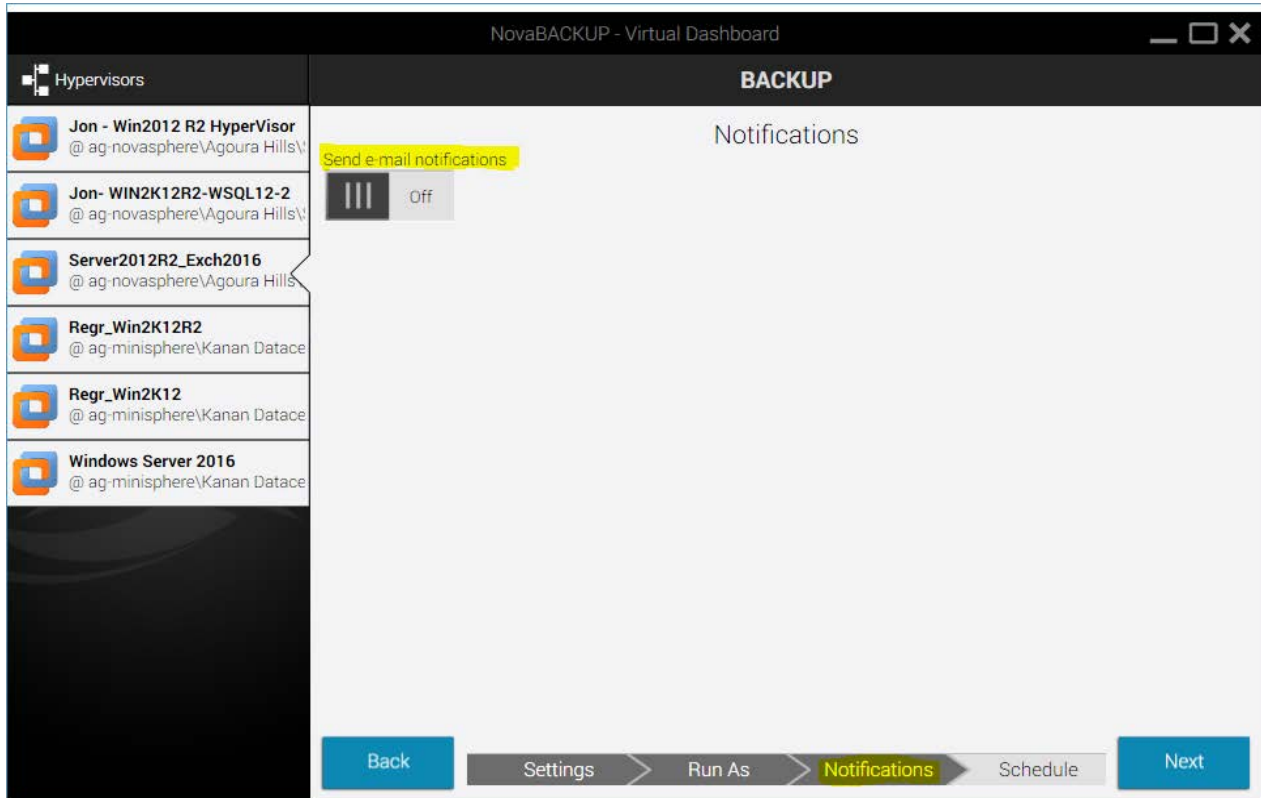 NovaBACKUP - Virtual Dashboard
Hypervisors
BACKUP
Jon - Win2012 R2 HyperVisor
@ ag-novasphere\Agoura Hills\
Jon- WIN2K12R2-WSQL12-2
@ ag-novasphere\Agoura Hills\
Server2012R2_Exch2016
@ ag-novasphere\Agoura Hills
Regr_Win2K12R2
@ ag-minisphere\Kanan Datace
Regr_Win2K12
@ ag-minisphere\Kanan Datace
Windows Server 2016
@ ag-minisphere\Kanan Datace
Notifications
Send e-mail notifications
Off
Back
Settings
Run As
Notifications
Schedule
Next